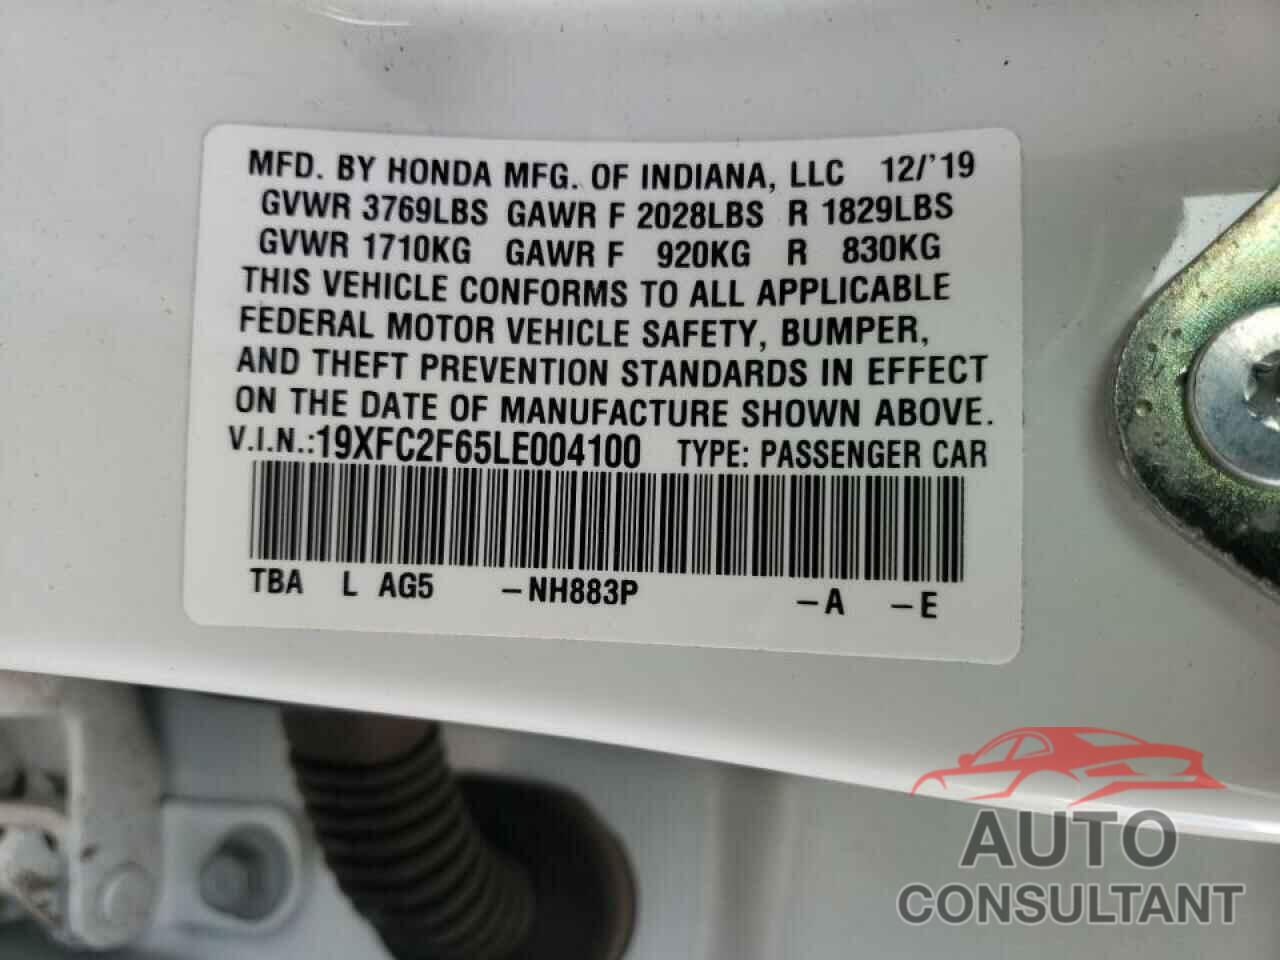 MFD. BY HONDA MFG. OF INDIANA, LLC 12/'19
GVWR 3769LBS GAWR F 2028LBS R 1829LBS
GVWR 1710KG GAWR F 920KG R 830KG
THIS VEHICLE CONFORMS TO ALL APPLICABLE
FEDERAL MOTOR VEHICLE SAFETY, BUMPER,
AND THEFT PREVENTION STANDARDS IN EFFECT
ON THE DATE OF MANUFACTURE SHOWN ABOVE.
V.I.N.:19XFC2F65LE004100 TYPE: PASSENGER CAR
TBA L AG5 –NH883P –A –E
AUTO
CONSULTANT